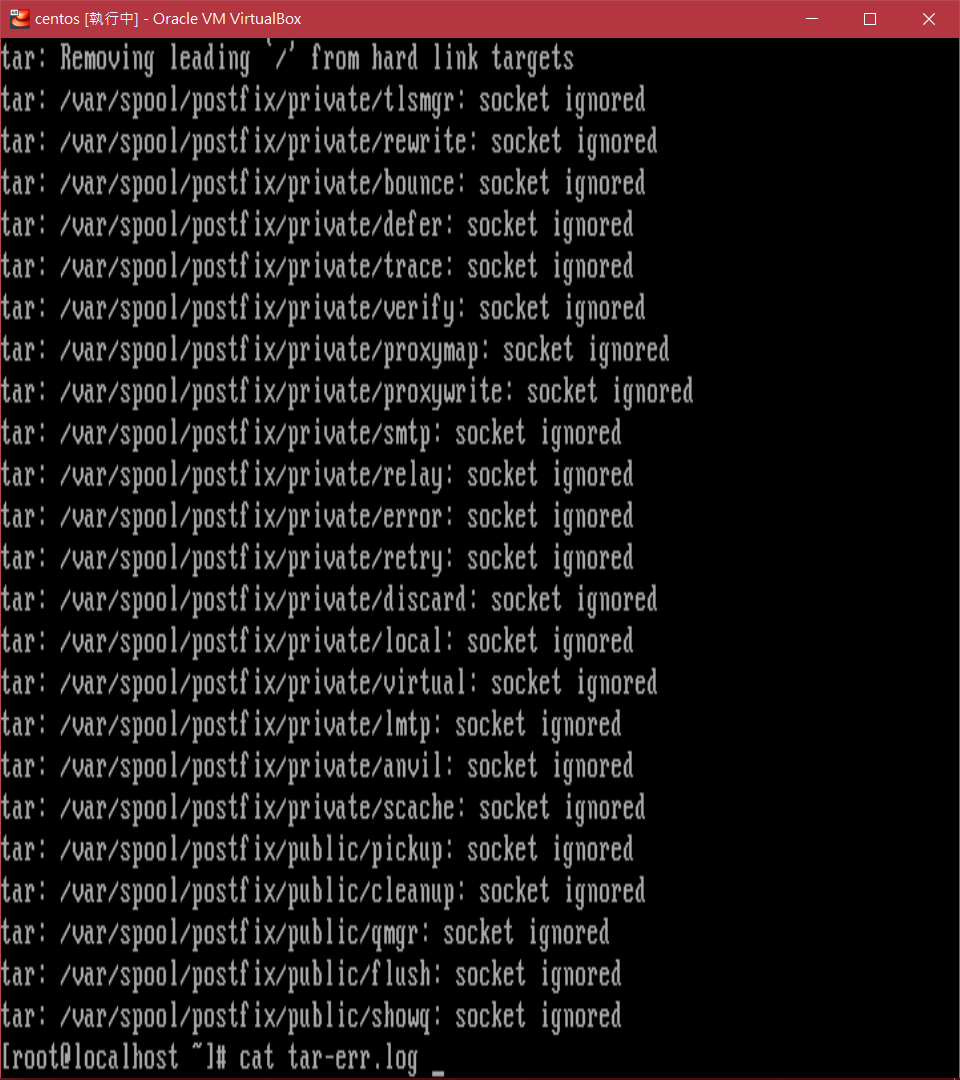 centos [執行中] - Oracle VM VirtualBox
tar: Removing leading `/' from hard link targets
tar: /var/spool/postfix/private/tlsmgr: socket ignored
tar: /var/spool/postfix/private/rewrite: socket ignored
tar: /var/spool/postfix/private/bounce: socket ignored
tar: /var/spool/postfix/private/defer: socket ignored
tar: /var/spool/postfix/private/trace: socket ignored
tar: /var/spool/postfix/private/verify: socket ignored
tar: /var/spool/postfix/private/proxymap: socket ignored
tar: /var/spool/postfix/private/proxywrite: socket ignored
tar: /var/spool/postfix/private/smtp: socket ignored
tar: /var/spool/postfix/private/relay: socket ignored
tar: /var/spool/postfix/private/error: socket ignored
tar: /var/spool/postfix/private/retry: socket ignored
tar: /var/spool/postfix/private/discard: socket ignored
tar: /var/spool/postfix/private/local: socket ignored
tar: /var/spool/postfix/private/virtual: socket ignored
tar: /var/spool/postfix/private/lmtp: socket ignored
tar: /var/spool/postfix/private/anvil: socket ignored
tar: /var/spool/postfix/private/scache: socket ignored
tar: /var/spool/postfix/public/pickup: socket ignored
tar: /var/spool/postfix/public/cleanup: socket ignored
tar: /var/spool/postfix/public/qmgr: socket ignored
tar: /var/spool/postfix/public/flush: socket ignored
tar: /var/spool/postfix/public/showq: socket ignored
[root@localhost ~]# cat tar-err.log _